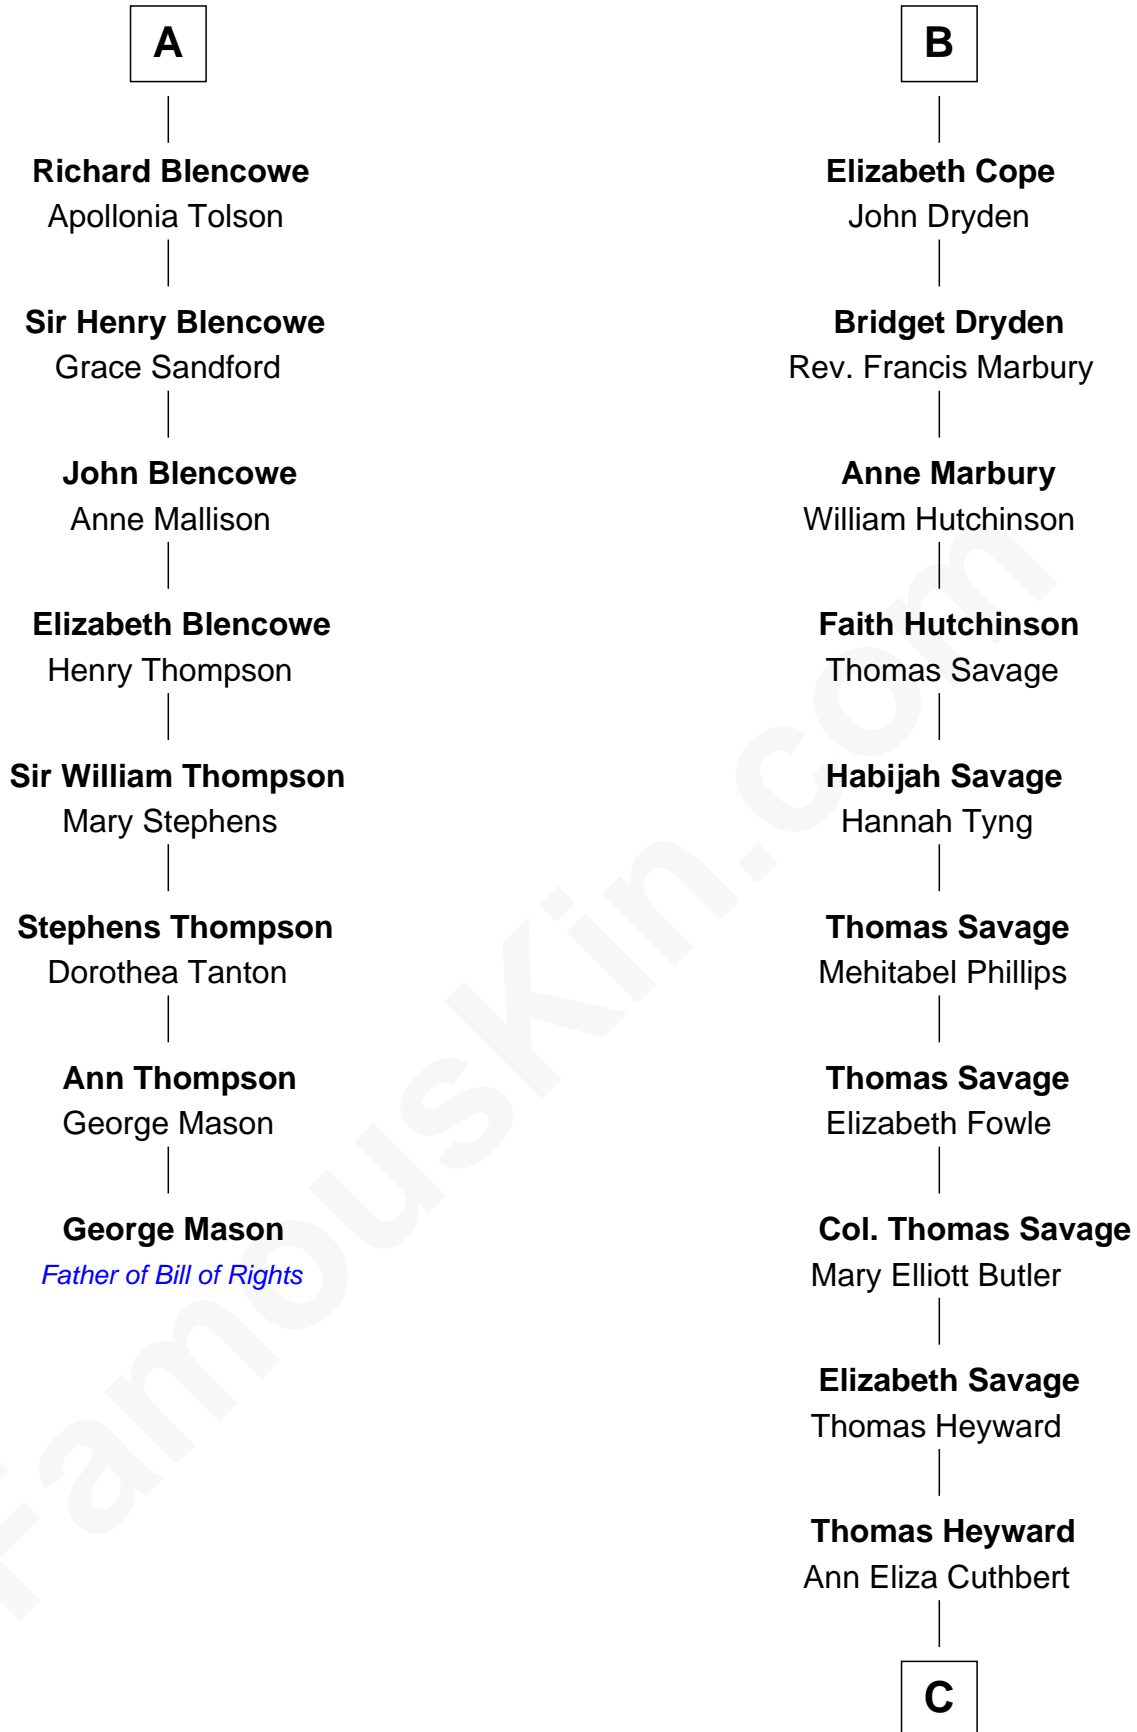 A
Richard Blencowe
Apollonia Tolson
Sir Henry Blencowe
Grace Sandford
John Blencowe
Anne Mallison
Elizabeth Blencowe
Henry Thompson
Sir William Thompson
Mary Stephens
Stephens Thompson
Dorothea Tanton
Ann Thompson
George Mason
George Mason
Father of Bill of Rights
B
Elizabeth Cope
John Dryden
Bridget Dryden
Rev. Francis Marbury
Anne Marbury
William Hutchinson
Faith Hutchinson
Thomas Savage
Habijah Savage
Hannah Tyng
Thomas Savage
Mehitabel Phillips
Thomas Savage
Elizabeth Fowle
Col. Thomas Savage
Mary Elliott Butler
Elizabeth Savage
Thomas Heyward
Thomas Heyward
Ann Eliza Cuthbert
C
FamousKin.com